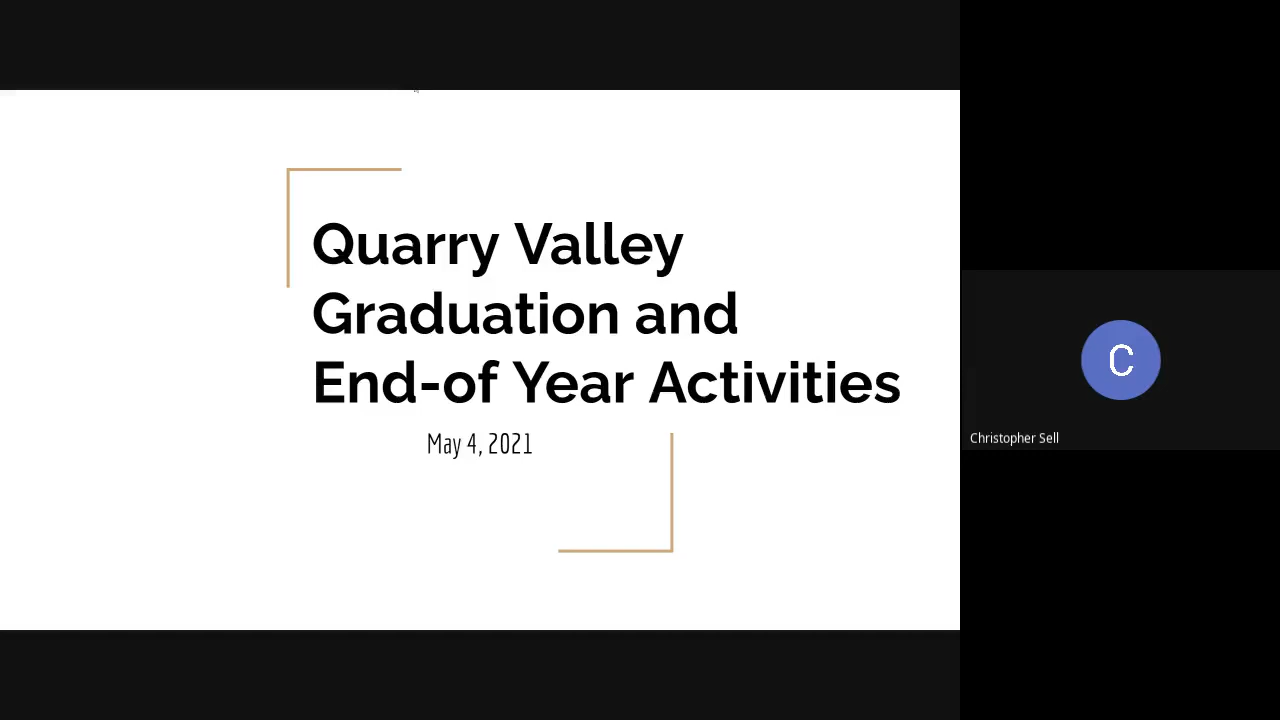 Quarry Valley
Graduation and
End-of Year Activities
May 4, 2021
C
Christopher Sell